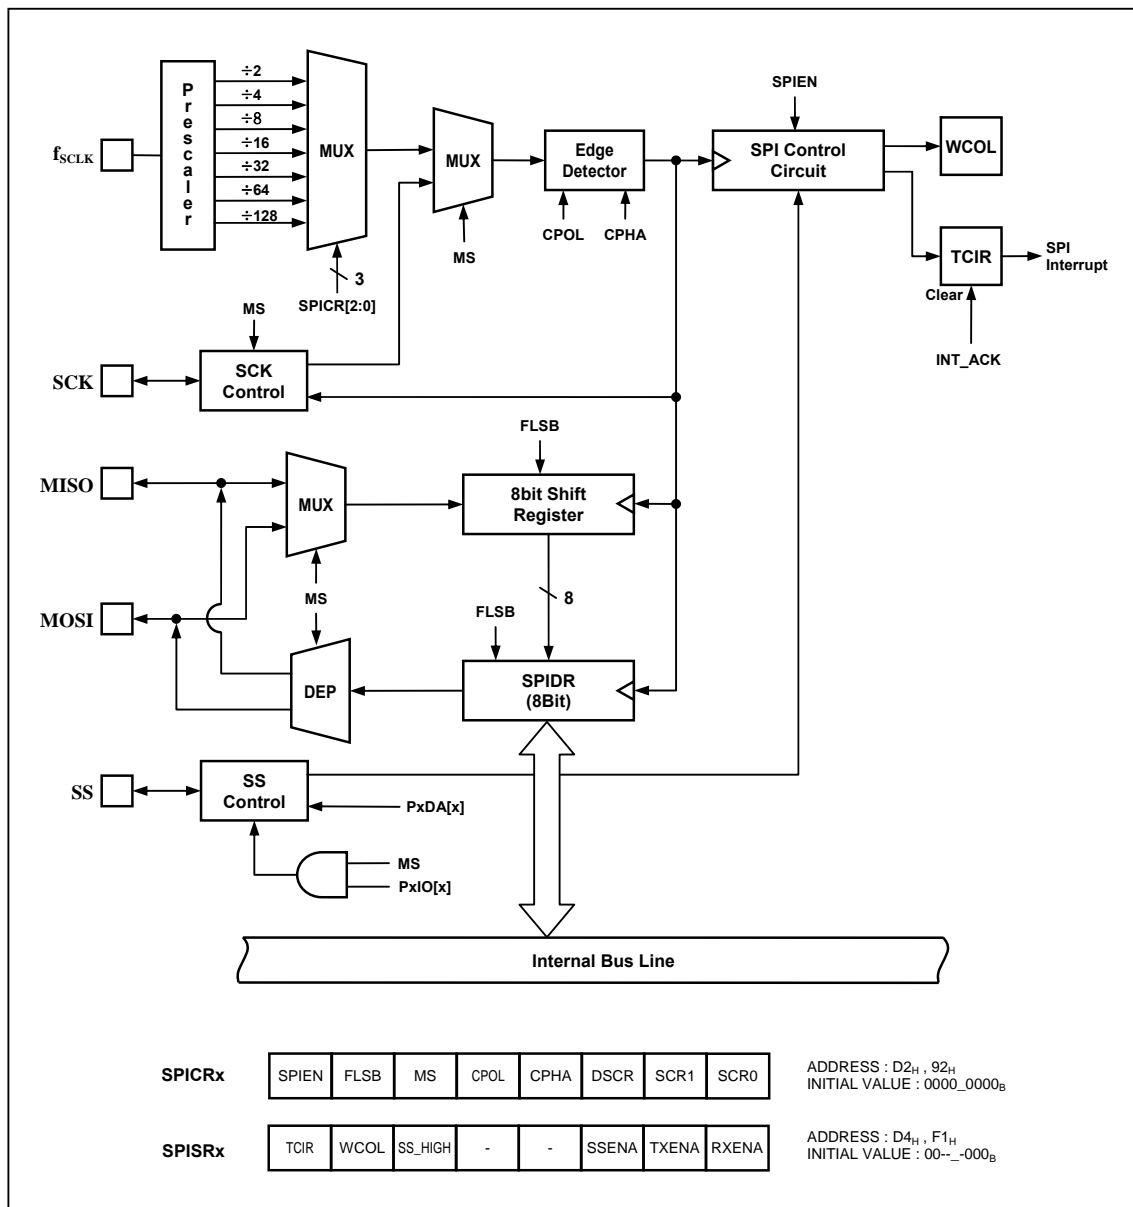 fSCLK
Prescaler
÷2
÷4
÷8
÷16
÷32
÷64
÷128
MUX
3
SPICR[2:0]
MUX
MS
Edge
Detector
CPOL
CPHA
SPIEN
SPI Control
Circuit
WCOL
TCIR
SPI
Interrupt
Clear
INT_ACK
MS
SCK
SCK
Control
FLSB
MISO
MUX
8bit Shift
Register
MS
8
MOSI
FLSB
DEP
SPIDR
(8Bit)
SS
SS
Control
PxDA[x]
MS
PxIO[x]
Internal Bus Line
SPICRx
SPIEN FLSB MS CPOL CPHA DSCR SCR1 SCR0
ADDRESS : D2H , 92H
INITIAL VALUE : 0000_0000B
SPISRx
TCIR WCOL SS_HIGH - - SSENA TXENA RXENA
ADDRESS : D4H , F1H
INITIAL VALUE : 00--_-000B